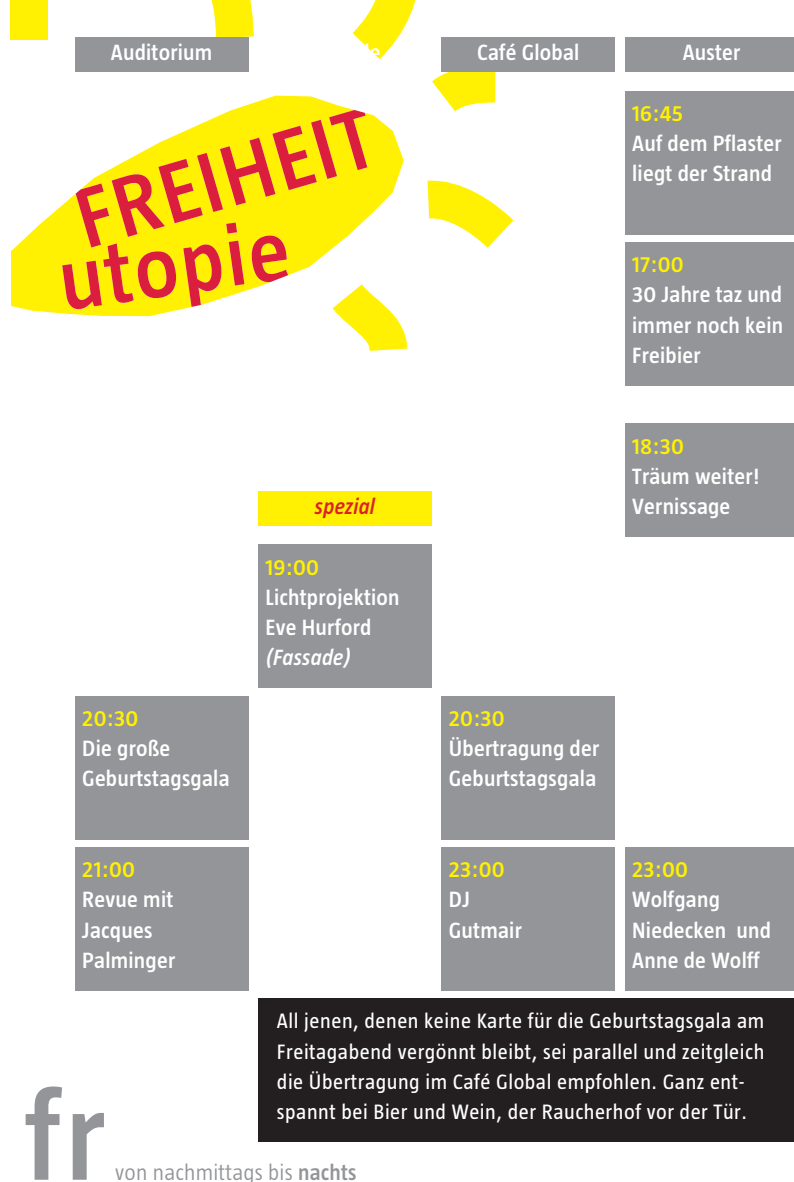 Auditorium
Café Global
Auster
FREIHEIT
utopie
16:45
Auf dem Pflaster
liegt der Strand
17:00
30 Jahre taz und
immer noch kein
Freibier
18:30
Träum weiter!
Vernissage
spezial
19:00
Lichtprojektion
Eve Hurford
(Fassade)
20:30
Die große
Geburtstagsgala
20:30
Übertragung der
Geburtstagsgala
21:00
Revue mit
Jacques
Palminger
23:00
DJ
Gutmair
23:00
Wolfgang
Niedecken und
Anne de Wolff
All jenen, denen keine Karte für die Geburtstagsgala am
Freitagabend vergönnt bleibt, sei parallel und zeitgleich
die Übertragung im Café Global empfohlen. Ganz ent-
spannt bei Bier und Wein, der Raucherhof vor der Tür.
fr von nachmittags bis nachts